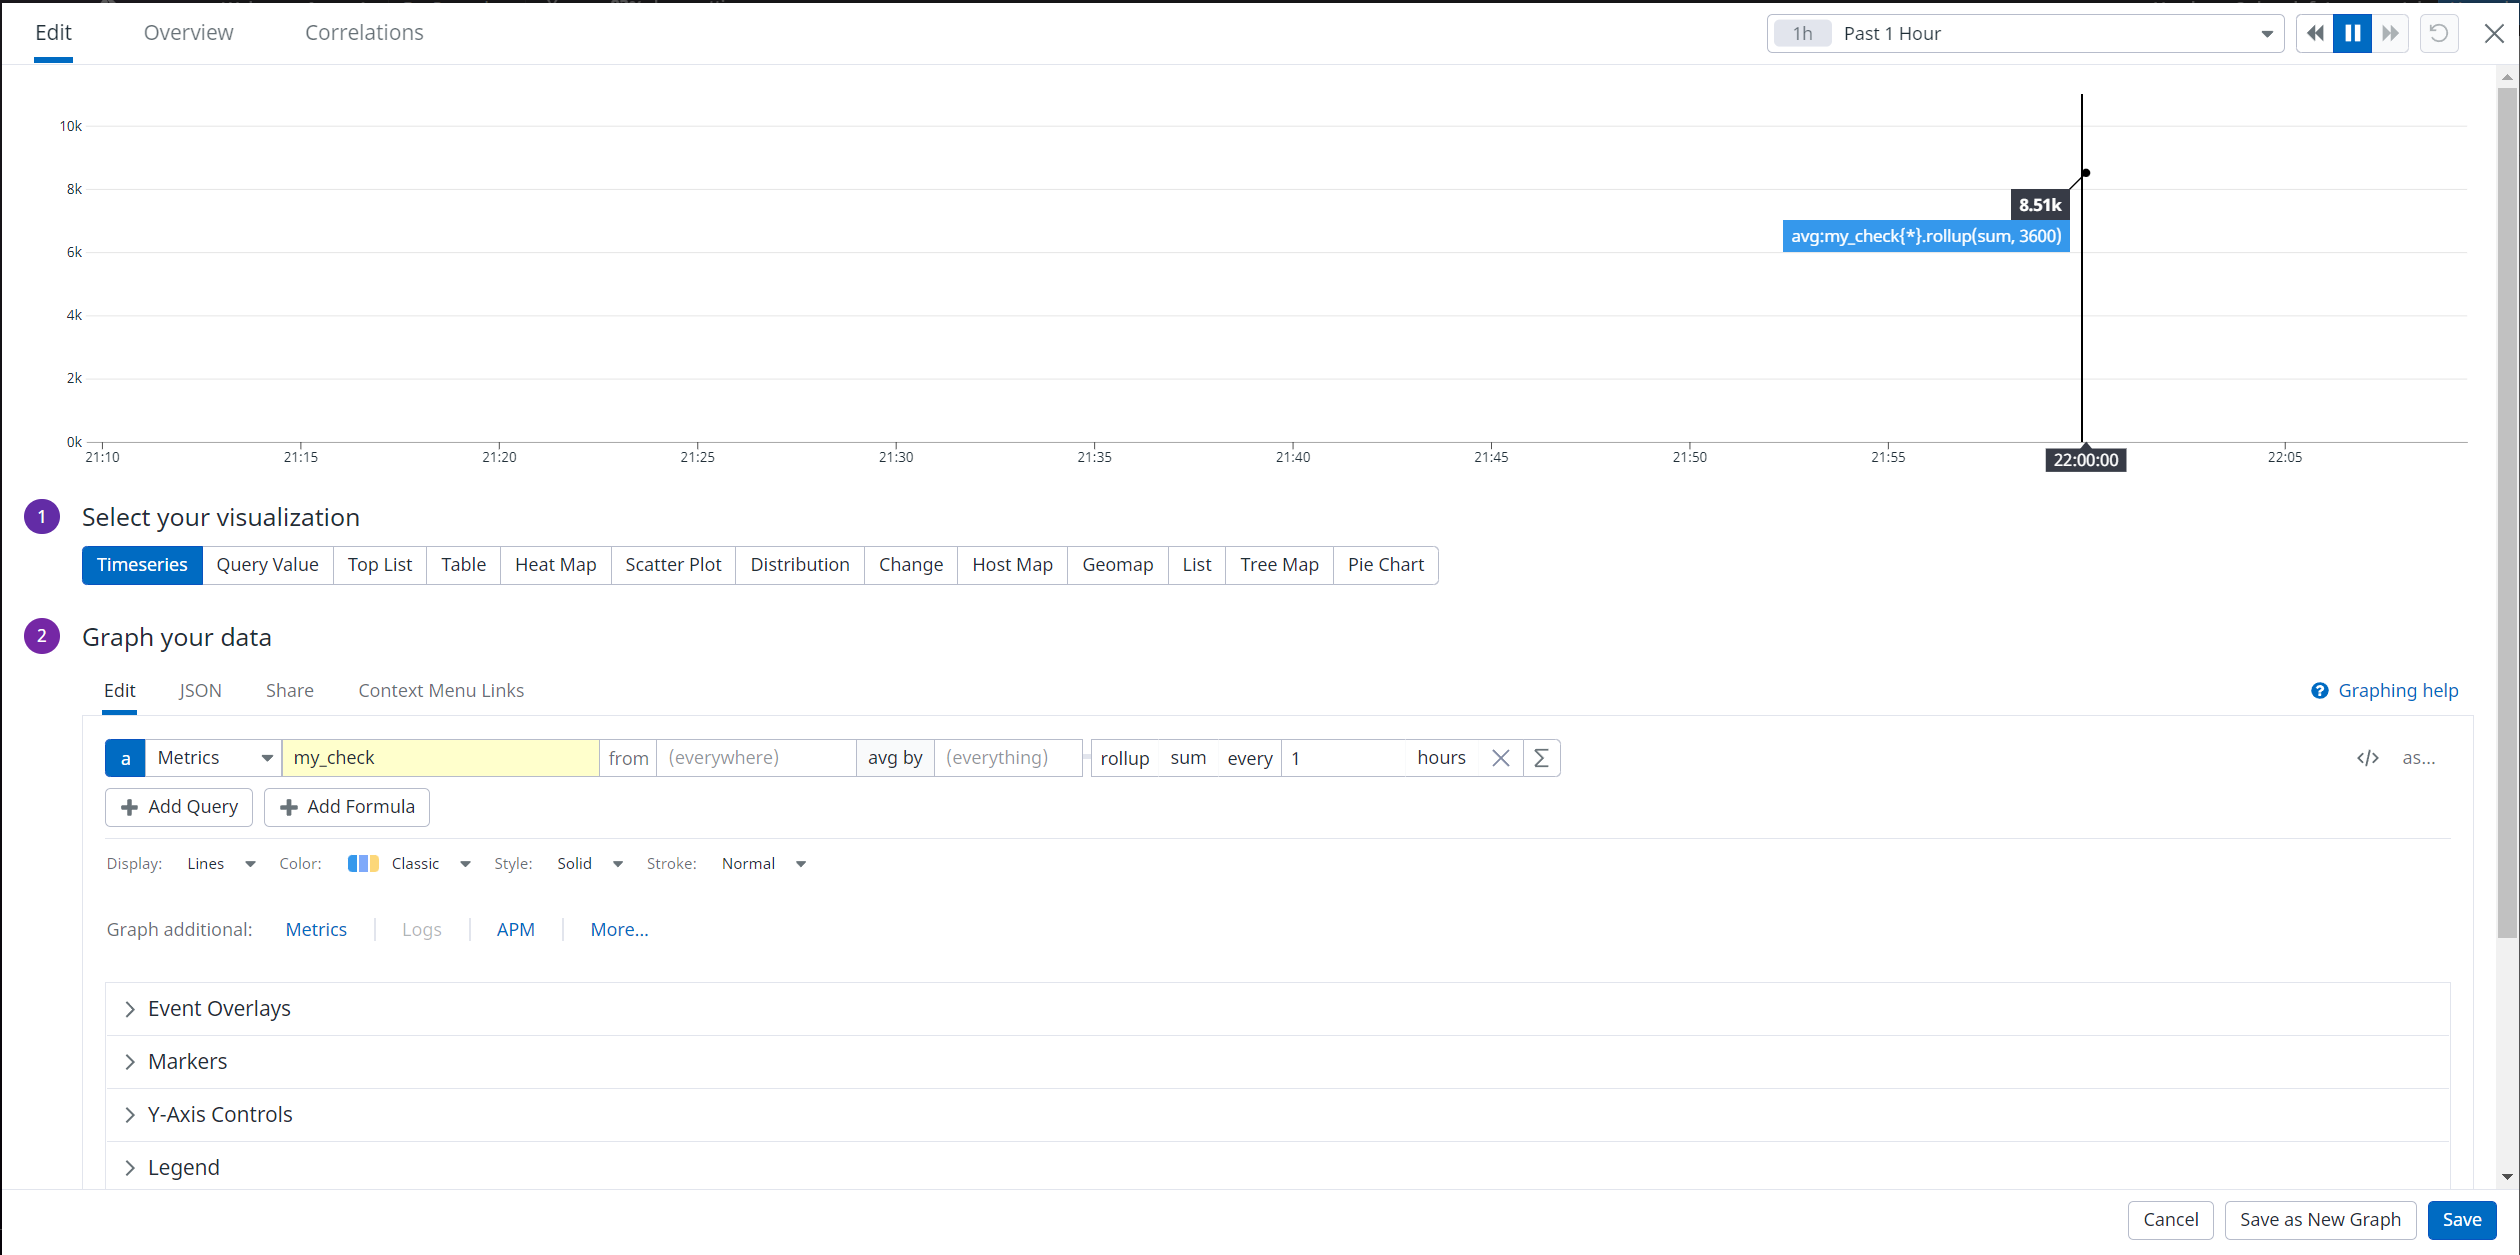 Edit Overview Correlations 1h Past 1 Hour
10k
8k
8.51k
avg:my_check{*}.rollup(sum, 3600)
6k
4k
2k
0k
21:10 21:15 21:20 21:25 21:30 21:35 21:40 21:45 21:50 21:55 22:00:00 22:05
1 Select your visualization
Timeseries Query Value Top List Table Heat Map Scatter Plot Distribution Change Host Map Geomap List Tree Map Pie Chart
2 Graph your data
Edit JSON Share Context Menu Links ? Graphing help
a Metrics my_check from (everywhere) avg by (everything) rollup sum every 1 hours Σ </> as...
Add Query Add Formula
Display: Lines Color: Classic Style: Solid Stroke: Normal
Graph additional: Metrics Logs APM More...
Event Overlays
Markers
Y-Axis Controls
Legend
Cancel Save as New Graph Save